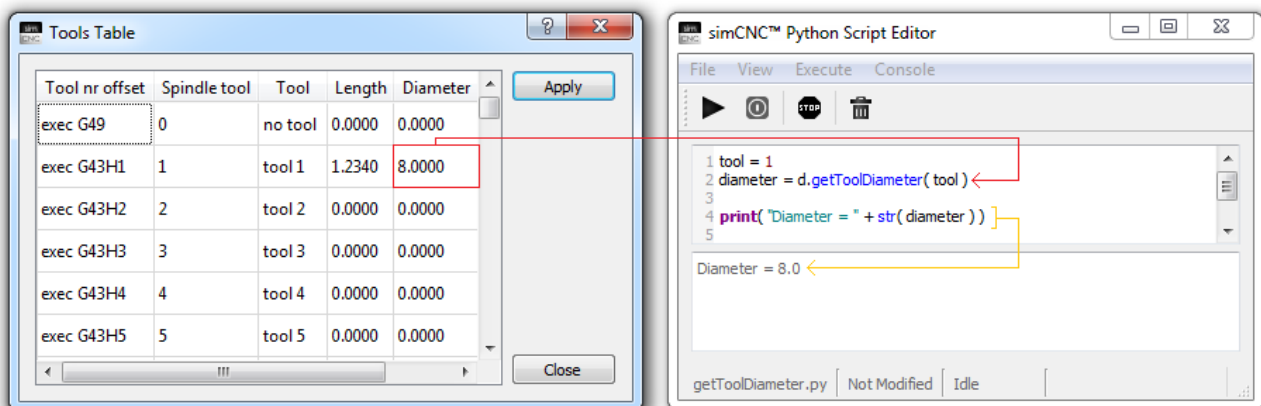 Tools Table
Tool nr offset Spindle tool Tool Length Diameter
exec G49 0 no tool 0.0000 0.0000
exec G43H1 1 tool 1 1.2340 8.0000
exec G43H2 2 tool 2 0.0000 0.0000
exec G43H3 3 tool 3 0.0000 0.0000
exec G43H4 4 tool 4 0.0000 0.0000
exec G43H5 5 tool 5 0.0000 0.0000
Apply
Close
simCNC™ Python Script Editor
File View Execute Console
STOP
1 tool = 1
2 diameter = d.getToolDiameter( tool )
3
4 print( "Diameter = " + str( diameter ) )
5
Diameter = 8.0
getToolDiameter.py Not Modified Idle